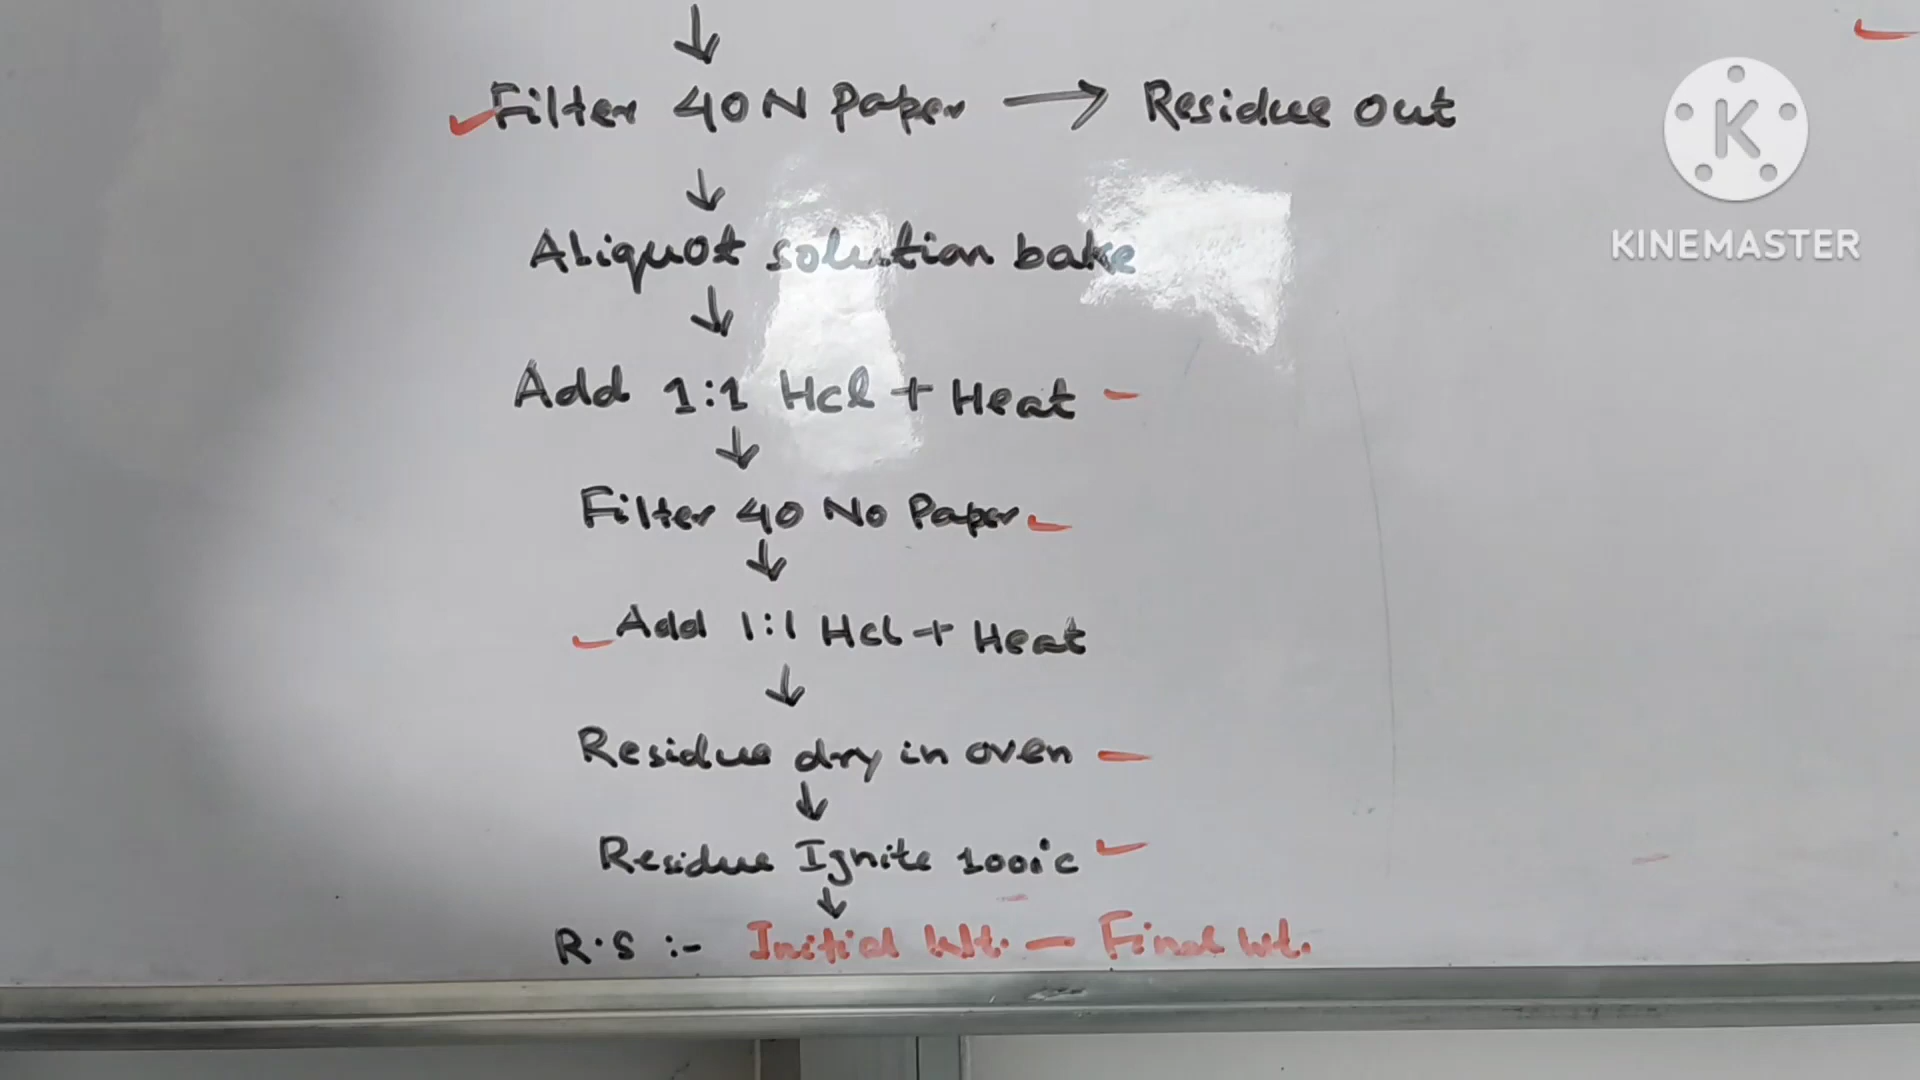 Filter 40 N Paper → Residue out
↓
Aliquot solution bake
↓
Add 1:1 Hcl + Heat
↓
Filter 40 No Paper
↓
Add 1:1 Hcl + Heat
↓
Residue dry in oven
↓
Residue Ignite 1001°c
↓
R.S :- Initial Wt. — Final Wt.
K
KINEMASTER